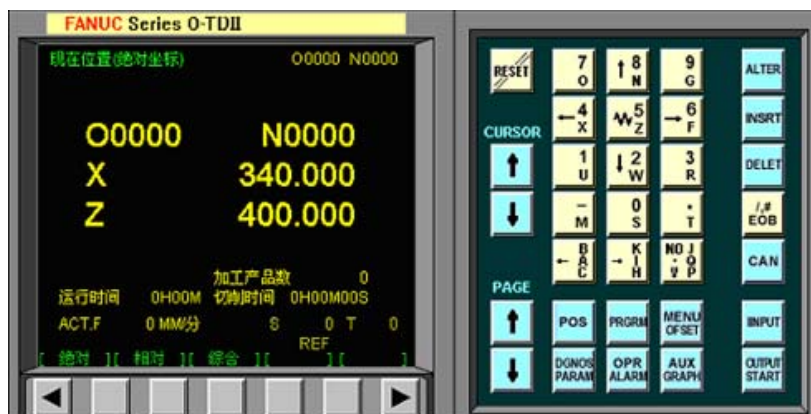 FANUC Series O-TDII
现在位置(绝对坐标) O0000 N0000
O0000 N0000
X 340.000
Z 400.000
加工产品数 0
运行时间 0H00M 切削时间 0H00M00S
ACT.F 0 MM/分 S 0 T 0
REF
[ 绝对 ][ 相对 ][ 综合 ][ ][ ]
RESET
7 O
8 N
9 G
ALTER
CURSOR
4 X
5 Z
6 F
INSRT
1 U
2 W
3 R
DELET
- M
0 S
. T
/,# EOB
B A C
K I H
NO J Q P
CAN
PAGE
POS
PRGRM
MENU OFSET
INPUT
DGNOS PARAM
OPR ALARM
AUX GRAPH
OUTPUT START